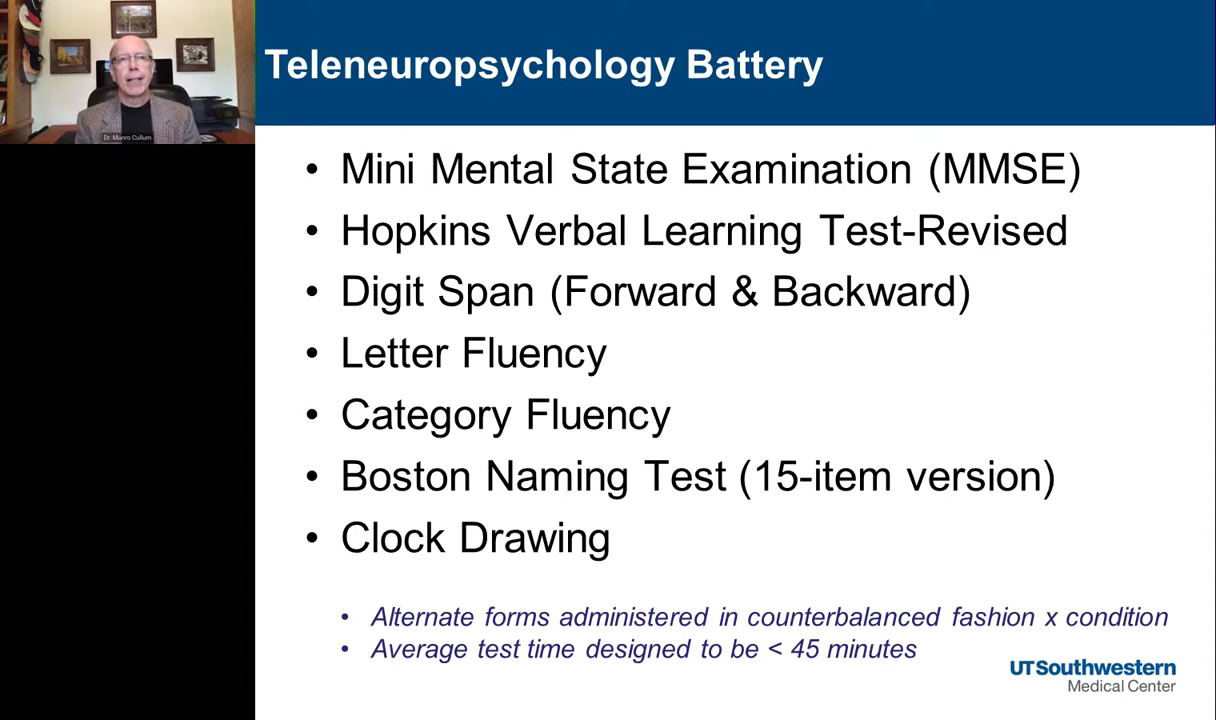 Dr. Munro Cullum
Teleneuropsychology Battery
• Mini Mental State Examination (MMSE)
• Hopkins Verbal Learning Test-Revised
• Digit Span (Forward & Backward)
• Letter Fluency
• Category Fluency
• Boston Naming Test (15-item version)
• Clock Drawing
• Alternate forms administered in counterbalanced fashion x condition
• Average test time designed to be < 45 minutes
UTSouthwestern
Medical Center